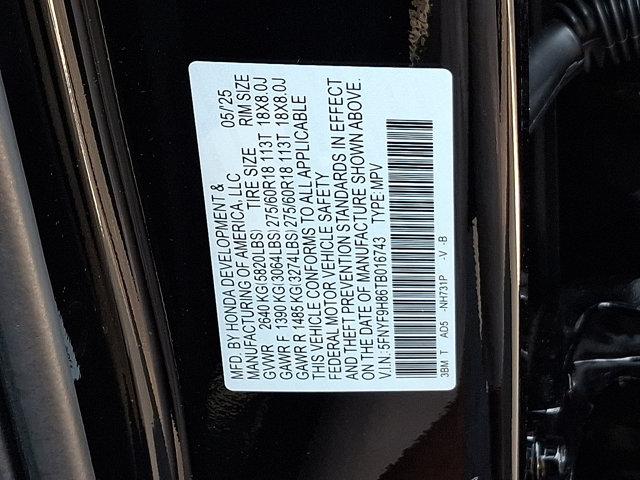 MFD. BY HONDA DEVELOPMENT & 05/25
MANUFACTURING OF AMERICA, LLC
GVWR 2640 KG(5820LBS) TIRE SIZE RIM SIZE
GAWR F 1390 KG(3064LBS) 275/60R18 113T 18X8.0J
GAWR R 1485 KG(3274LBS) 275/60R18 113T 18X8.0J
THIS VEHICLE CONFORMS TO ALL APPLICABLE
FEDERAL MOTOR VEHICLE SAFETY
AND THEFT PREVENTION STANDARDS IN EFFECT
ON THE DATE OF MANUFACTURE SHOWN ABOVE.
V.I.N.:5FNYF9H86TB016743 TYPE:MPV
3BM T AD5 -NH731P -V -B